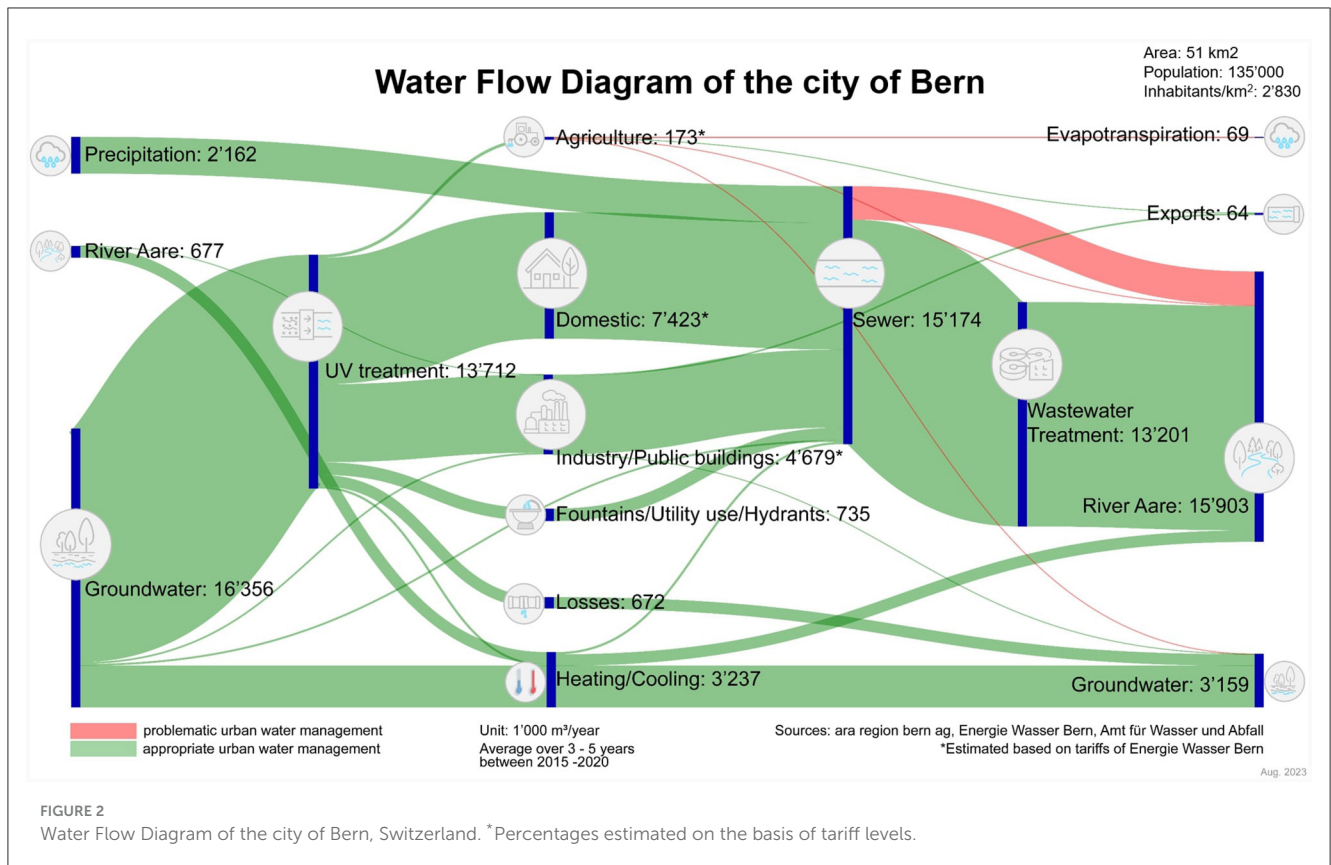 Water Flow Diagram of the city of Bern
Area: 51 km2
Population: 135'000
Inhabitants/km²: 2'830
Precipitation: 2'162
Agriculture: 173*
Evapotranspiration: 69
River Aare: 677
Exports: 64
Domestic: 7'423*
Sewer: 15'174
UV treatment: 13'712
Wastewater
Treatment: 13'201
Industry/Public buildings: 4'679*
River Aare: 15'903
Fountains/Utility use/Hydrants: 735
Groundwater: 16'356
Losses: 672
Heating/Cooling: 3'237
Groundwater: 3'159
problematic urban water management
appropriate urban water management
Unit: 1'000 m³/year
Average over 3 - 5 years
between 2015 -2020
Sources: ara region bern ag, Energie Wasser Bern, Amt für Wasser und Abfall
*Estimated based on tariffs of Energie Wasser Bern
Aug. 2023
FIGURE 2
Water Flow Diagram of the city of Bern, Switzerland. *Percentages estimated on the basis of tariff levels.